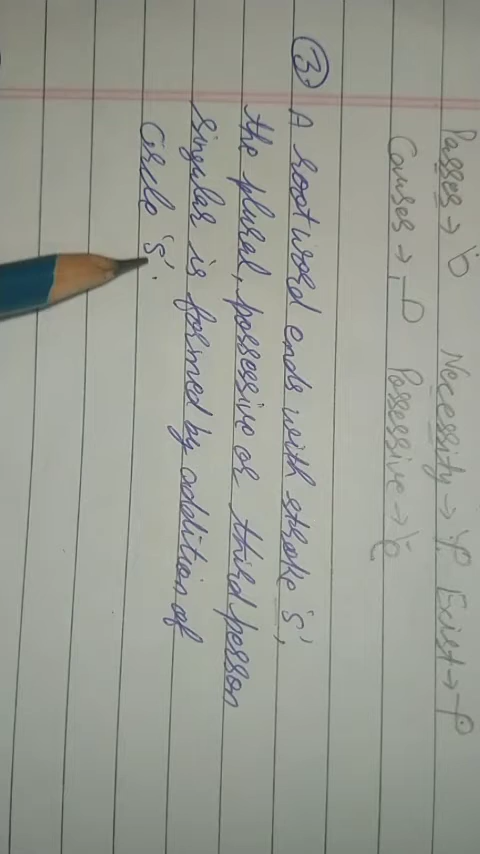 Passes → Necessity → Exist →
Causes → Possessive →
③ A root word ends with stroke 's',
the plural, possessive or third person
singular is formed by addition of
Circle 's'.